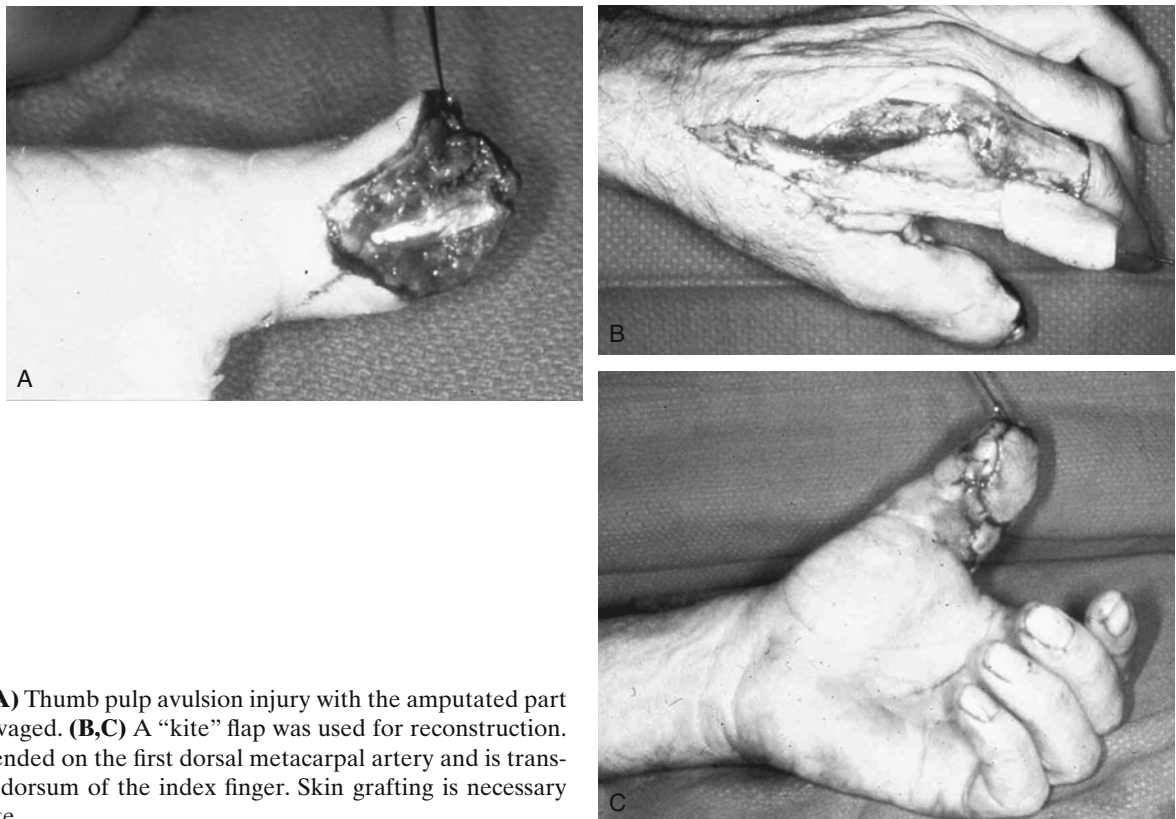 A
B
C
A) Thumb pulp avulsion injury with the amputated part
vaged. (B,C) A “kite” flap was used for reconstruction.
ended on the first dorsal metacarpal artery and is trans-
dorsum of the index finger. Skin grafting is necessary